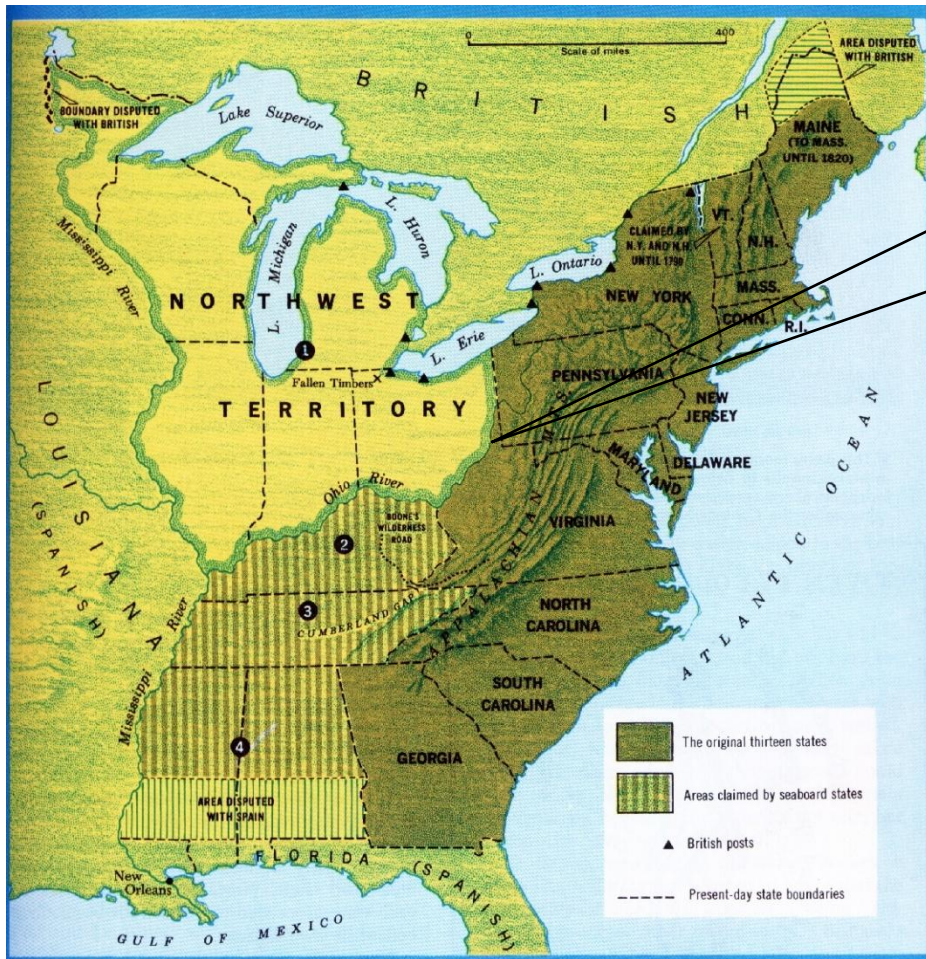 0 400
Scale of miles
AREA DISPUTED
WITH BRITISH
BRITISH
BOUNDARY DISPUTED
WITH BRITISH
Lake Superior
MAINE
(TO MASS.
UNTIL 1820)
L. Huron
L. Michigan
Mississippi
River
VT.
CLAIMED BY
N.Y. AND N.H.
UNTIL 1790
N.H.
L. Ontario
MASS.
NORTHWEST
NEW YORK
CONN.
R.I.
L. Erie
1
Fallen Timbers
PENNSYLVANIA
TERRITORY
NEW
JERSEY
LOUISIANA
(SPANISH)
MARYLAND
DELAWARE
Ohio River
BOONE'S
WILDERNESS
ROAD
VIRGINIA
2
APPALACHIAN MTS.
ATLANTIC OCEAN
3
CUMBERLAND GAP
NORTH
CAROLINA
Mississippi River
SOUTH
CAROLINA
4
GEORGIA
The original thirteen states
Areas claimed by seaboard states
British posts
Present-day state boundaries
AREA DISPUTED
WITH SPAIN
FLORIDA
(SPANISH)
New
Orleans
GULF OF MEXICO